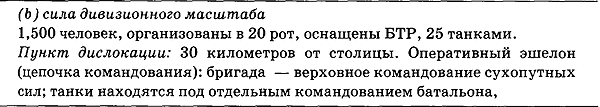 (b) сила дивизионного масштаба
1,500 человек, организованы в 20 рот, оснащены БТР, 25 танками.
Пункт дислокации: 30 километров от столицы. Оперативный эшелон
(цепочка командования): бригада — верховное командование сухопутных
сил; танки находятся под отдельным командованием батальона,